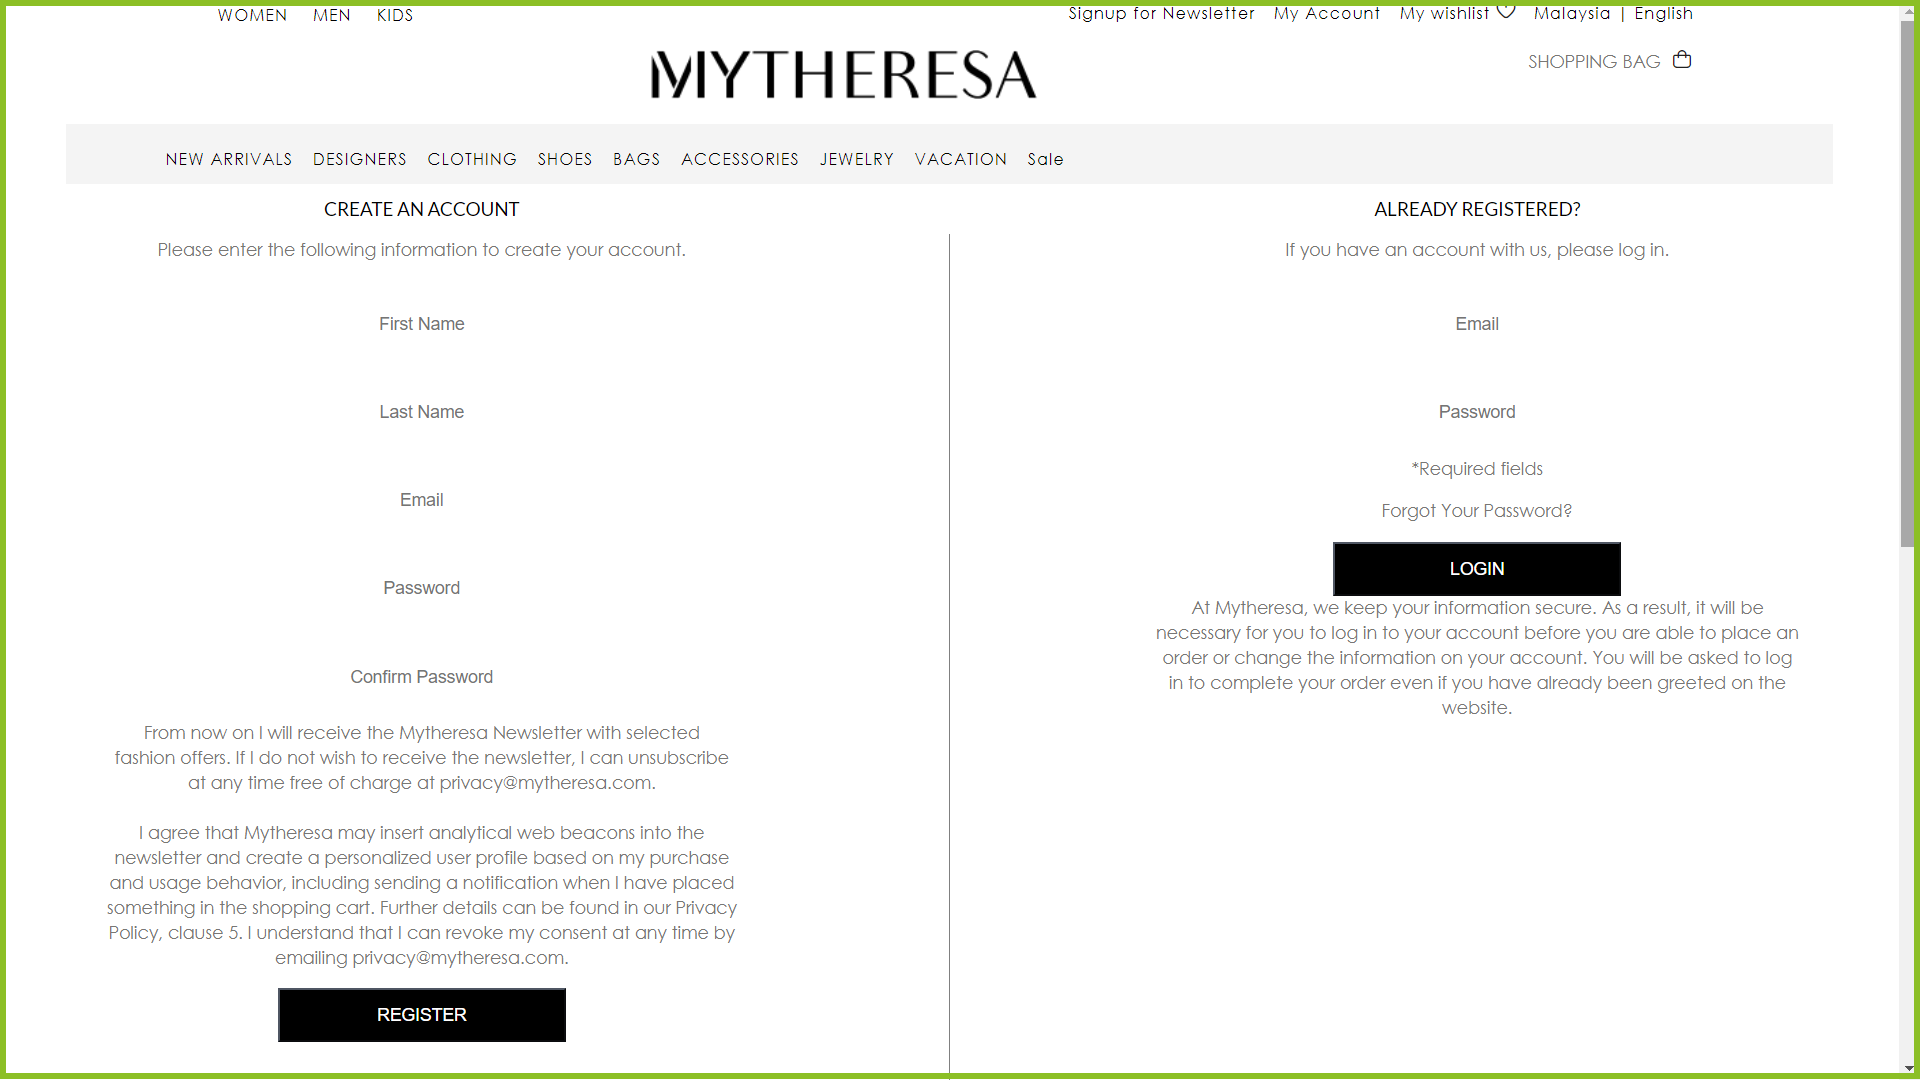 WOMEN MEN KIDS
Signup for Newsletter My Account My wishlist Malaysia | English
MYTHERESA
SHOPPING BAG
NEW ARRIVALS DESIGNERS CLOTHING SHOES BAGS ACCESSORIES JEWELRY VACATION Sale
CREATE AN ACCOUNT
Please enter the following information to create your account.
First Name
Last Name
Email
Password
Confirm Password
From now on I will receive the Mytheresa Newsletter with selected
fashion offers. If I do not wish to receive the newsletter, I can unsubscribe
at any time free of charge at privacy@mytheresa.com.
I agree that Mytheresa may insert analytical web beacons into the
newsletter and create a personalized user profile based on my purchase
and usage behavior, including sending a notification when I have placed
something in the shopping cart. Further details can be found in our Privacy
Policy, clause 5. I understand that I can revoke my consent at any time by
emailing privacy@mytheresa.com.
REGISTER
ALREADY REGISTERED?
If you have an account with us, please log in.
Email
Password
*Required fields
Forgot Your Password?
LOGIN
At Mytheresa, we keep your information secure. As a result, it will be
necessary for you to log in to your account before you are able to place an
order or change the information on your account. You will be asked to log
in to complete your order even if you have already been greeted on the
website.